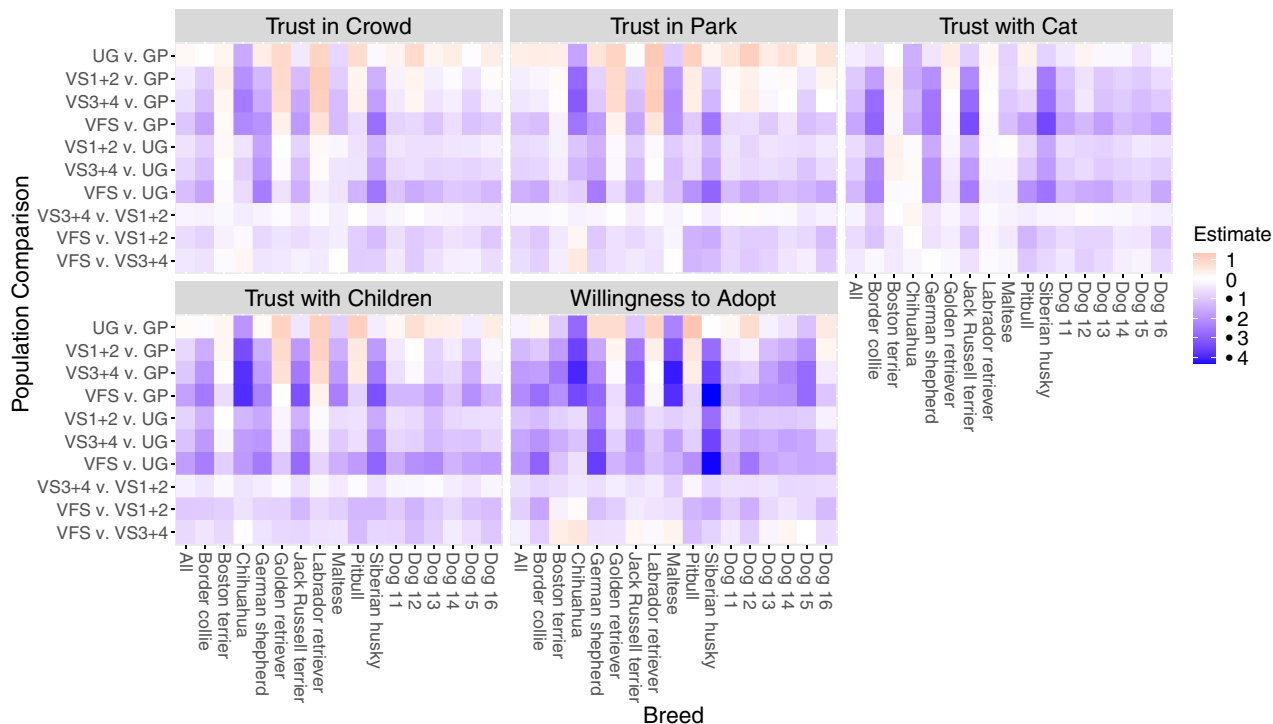 Trust in Crowd
Trust in Park
Trust with Cat
UG v. GP
VS1+2 v. GP
VS3+4 v. GP
VFS v. GP
VS1+2 v. UG
VS3+4 v. UG
VFS v. UG
VS3+4 v. VS1+2
VFS v. VS1+2
VFS v. VS3+4
All
Border collie
Boston terrier
Chihuahua
German shepherd
Golden retriever
Jack Russell terrier
Labrador retriever
Maltese
Pitbull
Siberian husky
Dog 11
Dog 12
Dog 13
Dog 14
Dog 15
Dog 16
Trust with Children
Willingness to Adopt
UG v. GP
VS1+2 v. GP
VS3+4 v. GP
VFS v. GP
VS1+2 v. UG
VS3+4 v. UG
VFS v. UG
VS3+4 v. VS1+2
VFS v. VS1+2
VFS v. VS3+4
All
Border collie
Boston terrier
Chihuahua
German shepherd
Golden retriever
Jack Russell terrier
Labrador retriever
Maltese
Pitbull
Siberian husky
Dog 11
Dog 12
Dog 13
Dog 14
Dog 15
Dog 16
All
Border collie
Boston terrier
Chihuahua
German shepherd
Golden retriever
Jack Russell terrier
Labrador retriever
Maltese
Pitbull
Siberian husky
Dog 11
Dog 12
Dog 13
Dog 14
Dog 15
Dog 16
Population Comparison
Breed
Estimate
1
0
•1
•2
•3
•4